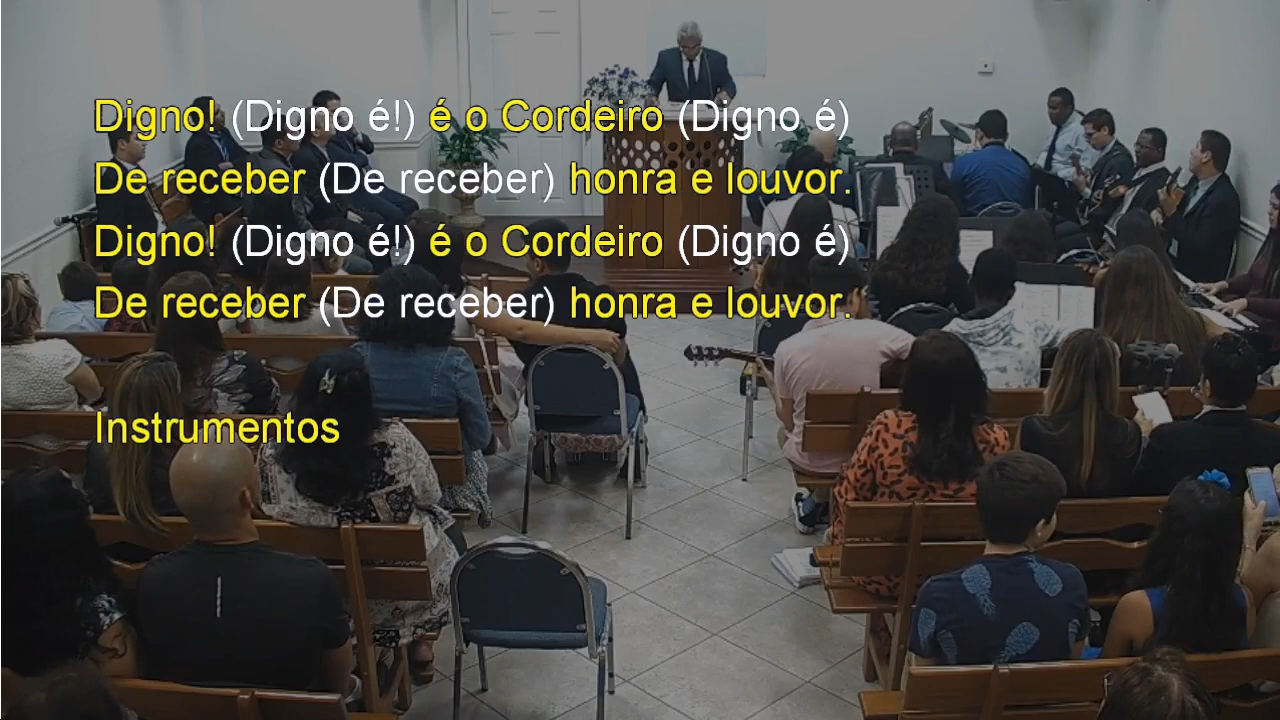 Digno! (Digno é!) é o Cordeiro (Digno é)
De receber (De receber) honra e louvor.
Digno! (Digno é!) é o Cordeiro (Digno é)
De receber (De receber) honra e louvor.
Instrumentos